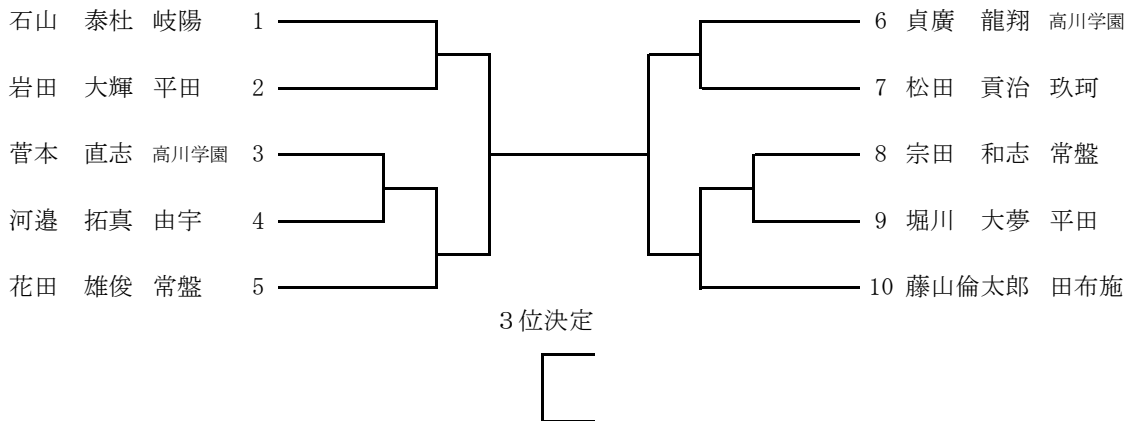 石山 泰杜 岐陽 1
岩田 大輝 平田 2
菅本 直志 高川学園 3
河邉 拓真 由宇 4
花田 雄俊 常盤 5
6 貞廣 龍翔 高川学園
7 松田 貢治 玖珂
8 宗田 和志 常盤
9 堀川 大夢 平田
10 藤山倫太郎 田布施
３位決定